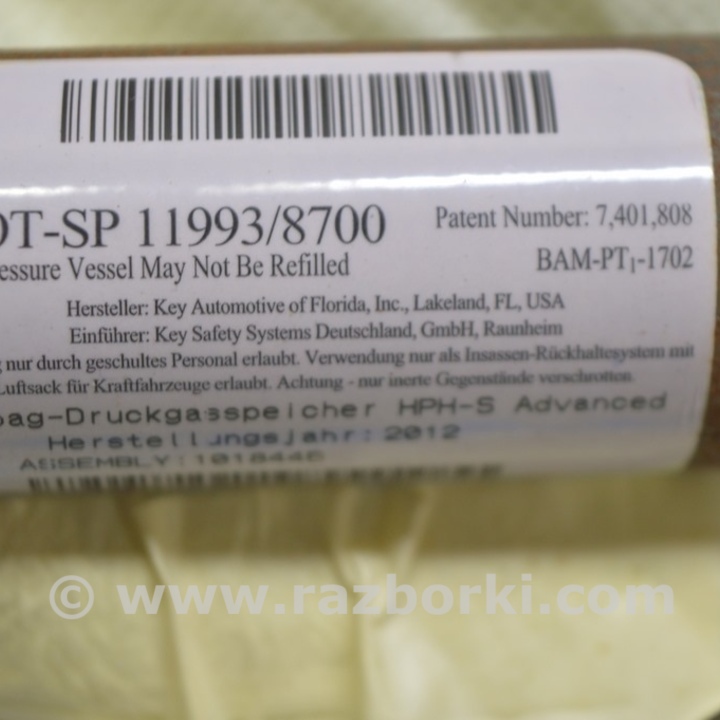 OT-SP 11993/8700
Patent Number: 7,401,808
essure Vessel May Not Be Refilled
BAM-PT₁-1702
Hersteller: Key Automotive of Florida, Inc., Lakeland, FL, USA
Einführer: Key Safety Systems Deutschland, GmbH, Raunheim
g nur durch geschultes Personal erlaubt. Verwendung nur als Insassen-Rückhaltesystem mit
Luftsack für Kraftfahrzeuge erlaubt. Achtung - nur inerte Gegenstände verschrotten.
bag-Druckgasspeicher HPH-S Advanced
Herstellungsjahr: 2012
ASSEMBLY: 1018446
© www.razborki.com